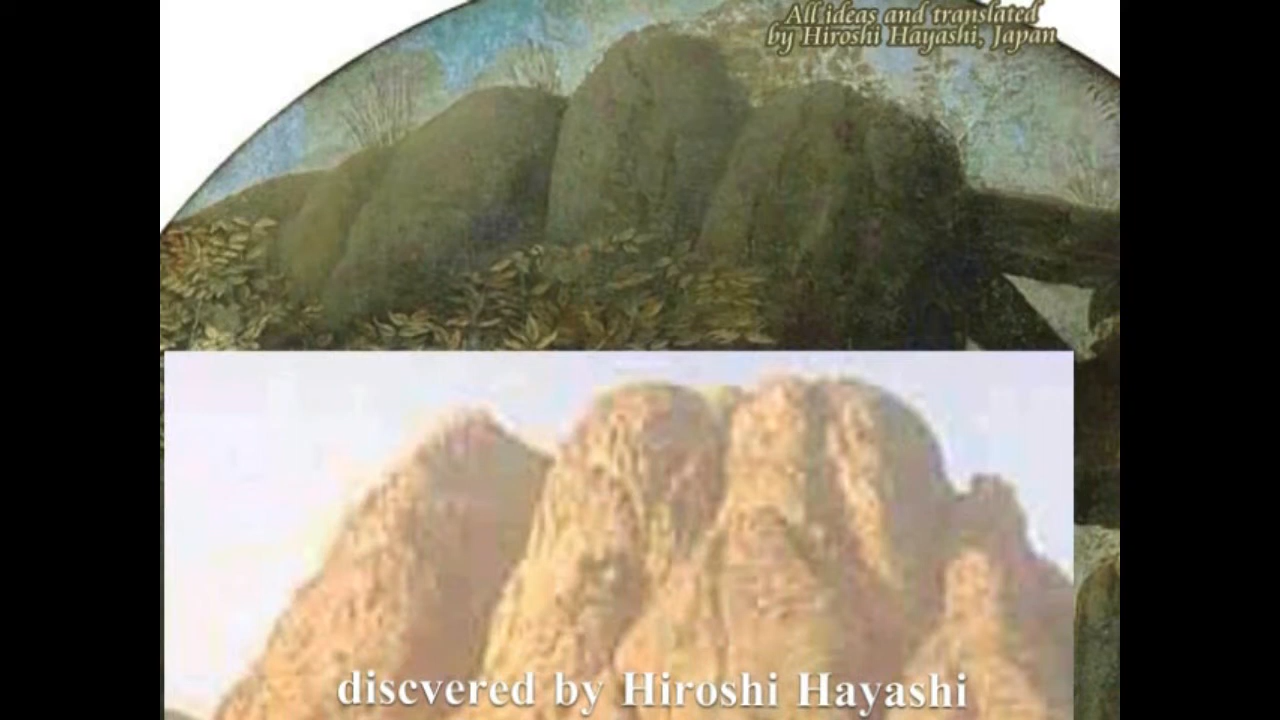 All ideas and translated
by Hiroshi Hayashi, Japan
discvered by Hiroshi Hayashi